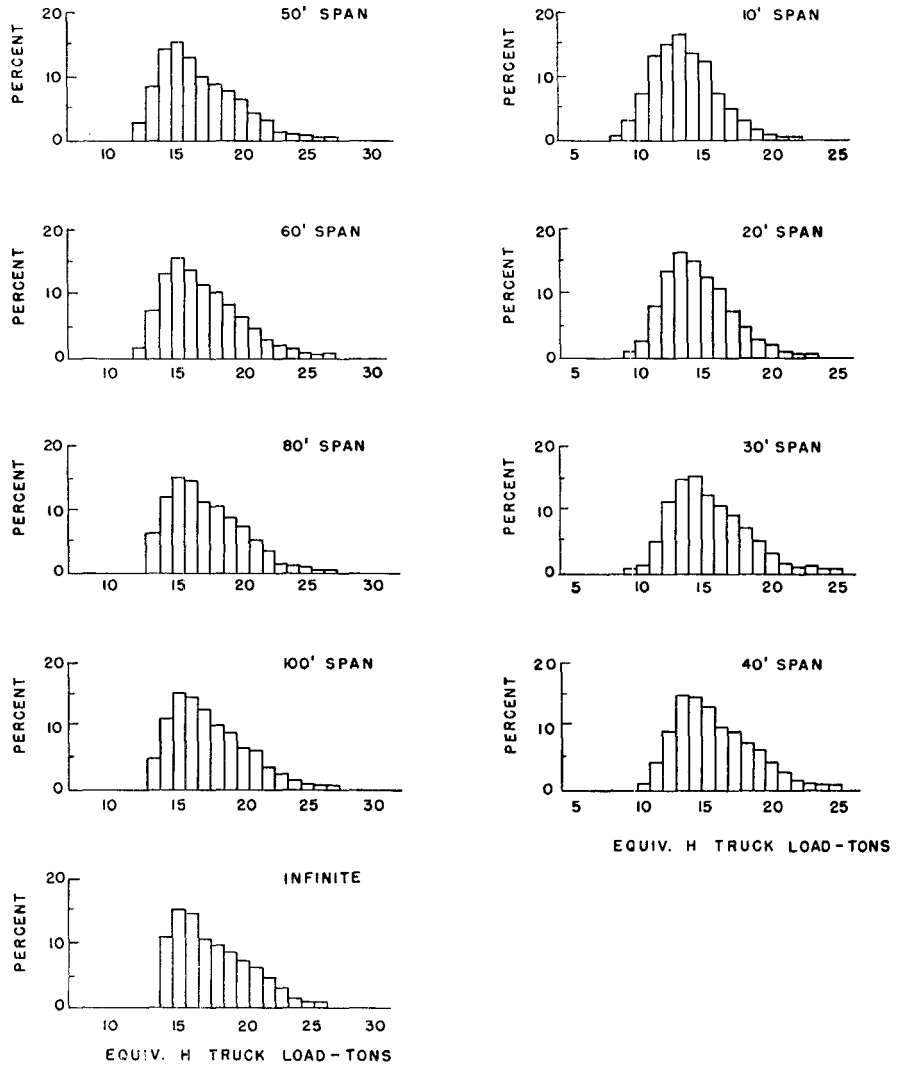 50' SPAN
PERCENT
20
10
0
10 15 20 25 30
60' SPAN
PERCENT
20
10
0
10 15 20 25 30
80' SPAN
PERCENT
20
10
0
10 15 20 25 30
100' SPAN
PERCENT
20
10
0
10 15 20 25 30
INFINITE
PERCENT
20
10
0
10 15 20 25 30
EQUIV. H TRUCK LOAD-TONS
10' SPAN
PERCENT
20
10
0
5 10 15 20 25
20' SPAN
PERCENT
20
10
0
5 10 15 20 25
30' SPAN
PERCENT
20
10
0
5 10 15 20 25
40' SPAN
PERCENT
20
10
0
5 10 15 20 25
EQUIV. H TRUCK LOAD-TONS